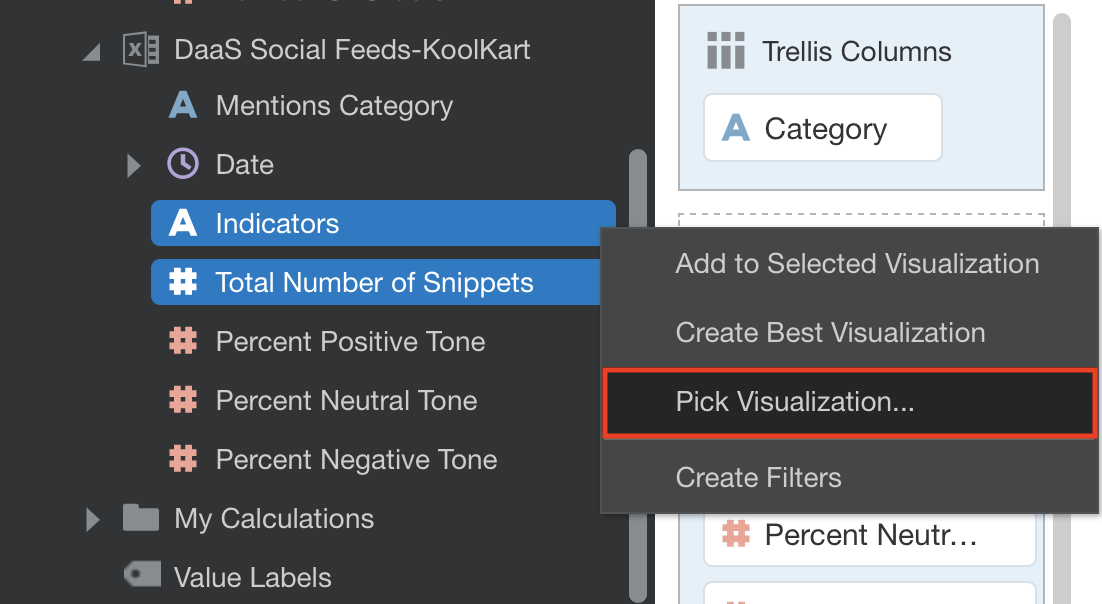 DaaS Social Feeds-KoolKart
Mentions Category
Date
Indicators
Total Number of Snippets
Percent Positive Tone
Percent Neutral Tone
Percent Negative Tone
My Calculations
Value Labels
Trellis Columns
Category
Add to Selected Visualization
Create Best Visualization
Pick Visualization...
Create Filters
Percent Neutr...